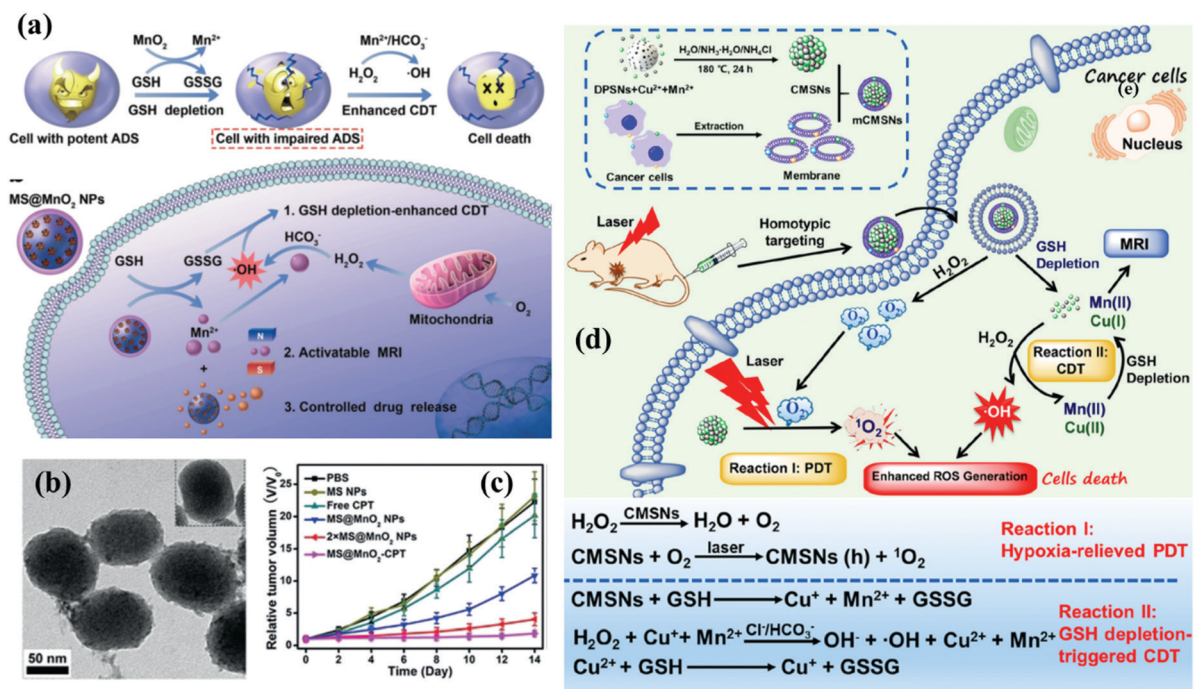 (a)
MnO₂ Mn²⁺
GSH GSSG
GSH depletion
Mn²⁺/HCO₃⁻
H₂O₂ ·OH
Enhanced CDT
Cell with potent ADS
Cell with impaired ADS
Cell death
MS@MnO₂ NPs
1. GSH depletion-enhanced CDT
GSH
GSSG
·OH
HCO₃⁻
H₂O₂
Mitochondria
O₂
Mn²⁺
+
N
S
2. Activatable MRI
3. Controlled drug release
(b)
50 nm
(c)
Relative tumor volumn (V/V₀)
25
20
15
10
5
0
PBS
MS NPs
Free CPT
MS@MnO₂ NPs
2×MS@MnO₂ NPs
MS@MnO₂-CPT
0 2 4 6 8 10 12 14
Time (Day)
(d)
DPSNs+Cu²⁺+Mn²⁺
H₂O/NH₃·H₂O/NH₄Cl
180 ℃, 24 h
CMSNs
mCMSNs
Cancer cells
Extraction
Membrane
Cancer cells
(e)
Nucleus
Laser
Homotypic
targeting
H₂O₂
GSH
Depletion
MRI
O₂
O₂
O₂
Mn(II)
Cu(I)
H₂O₂
Reaction II:
CDT
GSH
Depletion
Mn(II)
Cu(II)
·OH
Laser
O₂
¹O₂
Reaction I: PDT
Enhanced ROS Generation
Cells death
H₂O₂ CMSNs H₂O + O₂
CMSNs + O₂ laser CMSNs (h) + ¹O₂
Reaction I:
Hypoxia-relieved PDT
CMSNs + GSH Cu⁺ + Mn²⁺ + GSSG
H₂O₂ + Cu⁺+ Mn²⁺ Cl⁻/HCO₃⁻ OH⁻ + ·OH + Cu²⁺ + Mn²⁺
Cu²⁺ + GSH Cu⁺ + GSSG
Reaction II:
GSH depletion-
triggered CDT